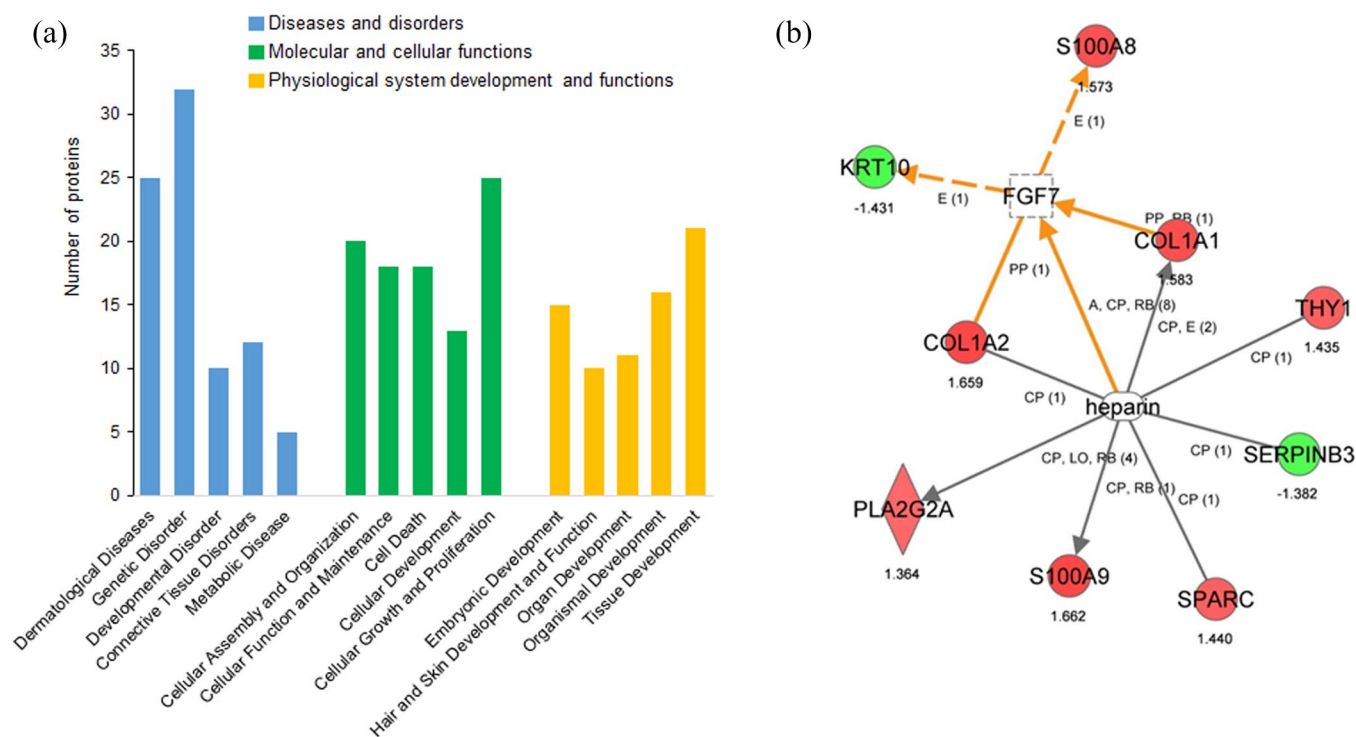 (a)
Diseases and disorders
Molecular and cellular functions
Physiological system development and functions
Number of proteins
35
30
25
20
15
10
5
0
Dermatological Diseases
Genetic Disorder
Developmental Disorder
Connective Tissue Disorders
Metabolic Disease
Cellular Assembly and Organization
Cellular Function and Maintenance
Cell Death
Cellular Development
Cellular Growth and Proliferation
Embryonic Development
Hair and Skin Development and Function
Organ Development
Organismal Development
Tissue Development
(b)
S100A8
1.573
E (1)
KRT10
-1.431
E (1)
FGF7
PP, RB (1)
COL1A1
1.583
PP (1)
A, CP, RB (8)
CP, E (2)
THY1
1.435
COL1A2
1.659
CP (1)
CP (1)
heparin
CP (1)
SERPINB3
-1.382
CP, LO, RB (4)
PLA2G2A
1.364
CP, RB (1)
CP (1)
S100A9
1.662
SPARC
1.440